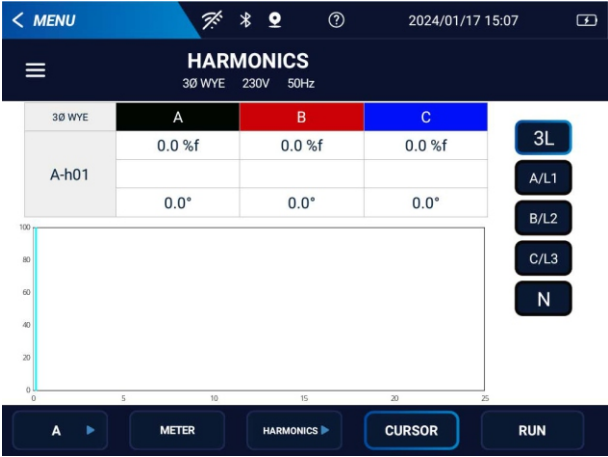 MENU 2024/01/17 15:07
HARMONICS
3Ø WYE 230V 50Hz
3Ø WYE A B C
0.0 %f 0.0 %f 0.0 %f
A-h01
0.0° 0.0° 0.0°
3L
A/L1
B/L2
C/L3
N
100
80
60
40
20
0
0 5 10 15 20 25
A METER HARMONICS CURSOR RUN